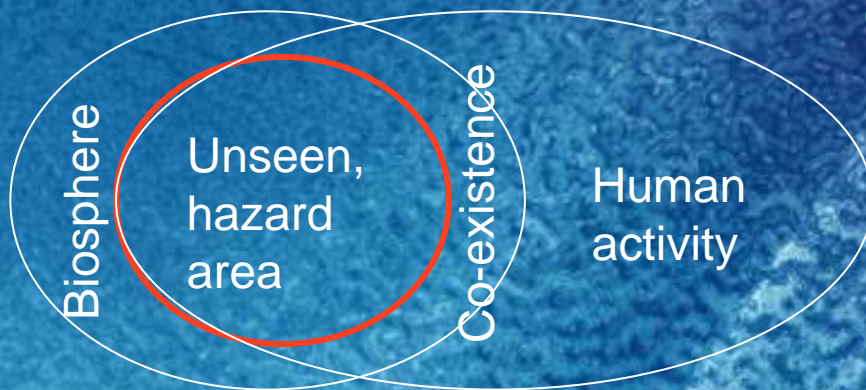 Biosphere
Unseen,
hazard
area
Co-existence
Human
activity